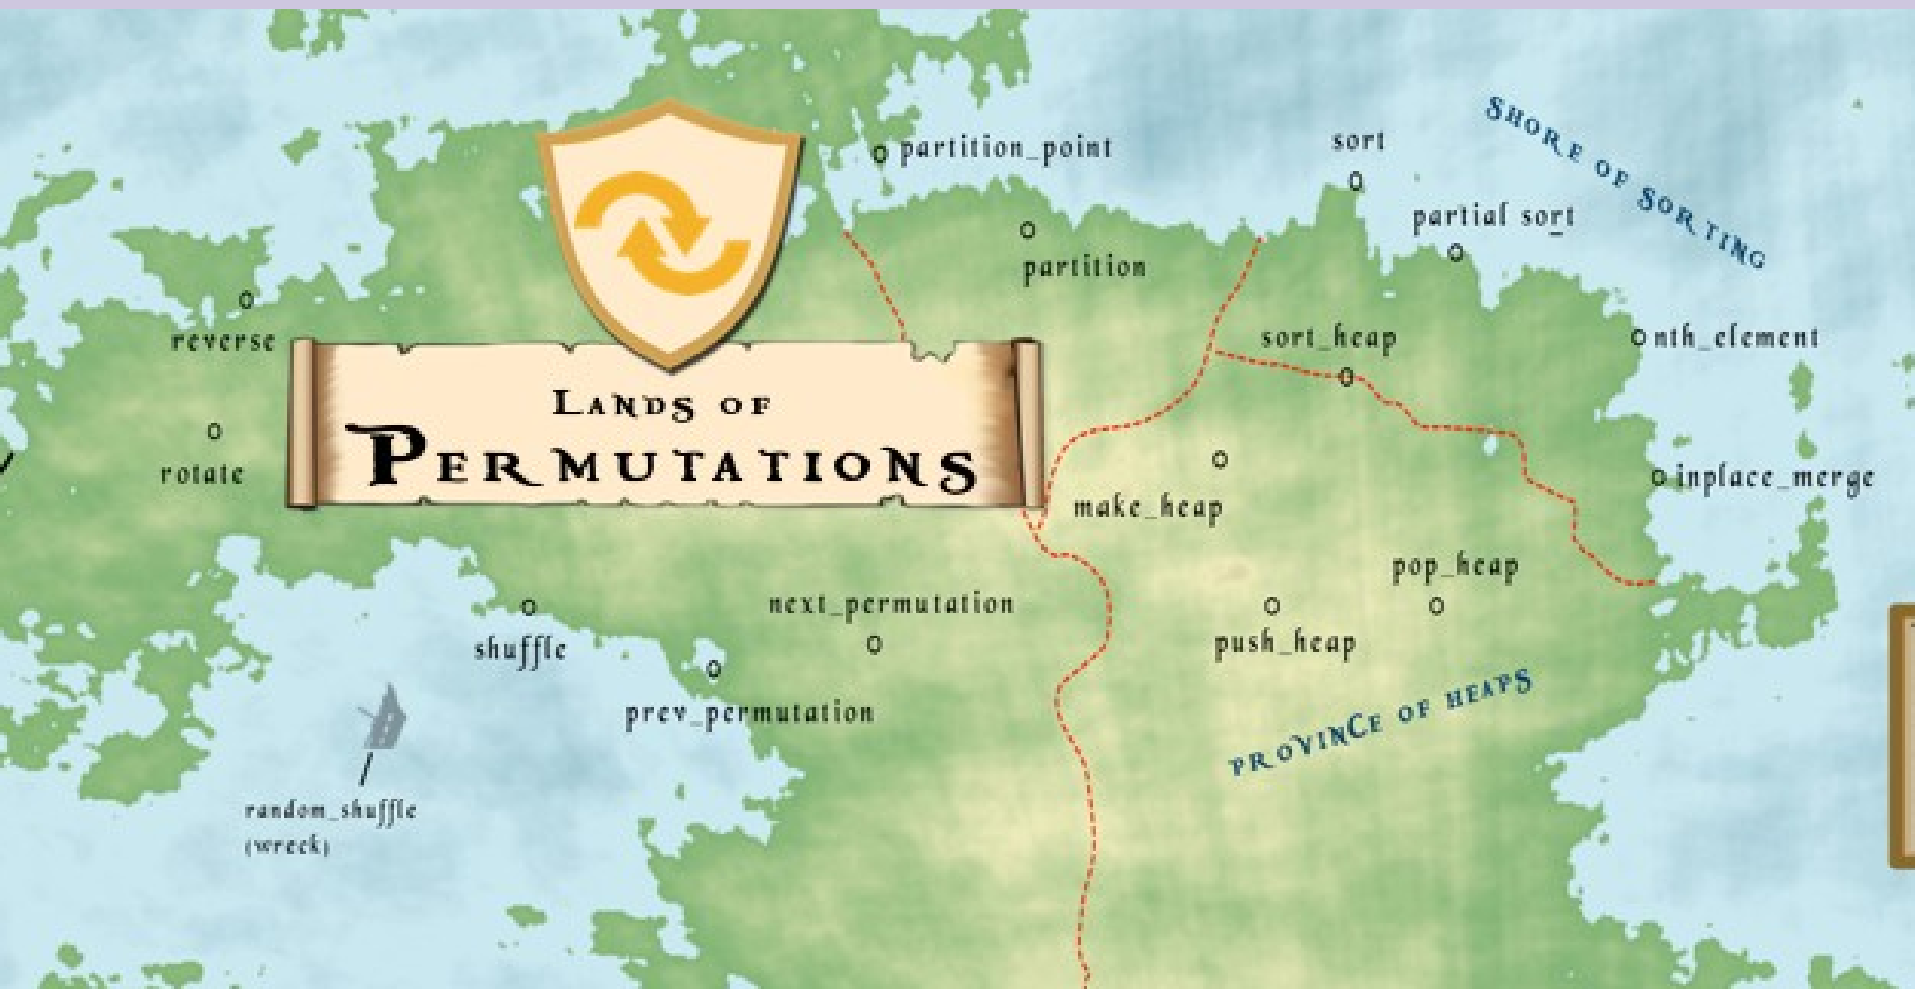 SHORE OF SORTING
sort
partition_point
partial sort
_
partition
reverse
sort_heap
nth_element
LANDS OF
PERMUTATIONS
rotate
inplace_merge
make_heap
pop_heap
next_permutation
push_heap
shuffle
prev_permutation
PROVINCE OF HEAPS
random_shuffle
(wreck)